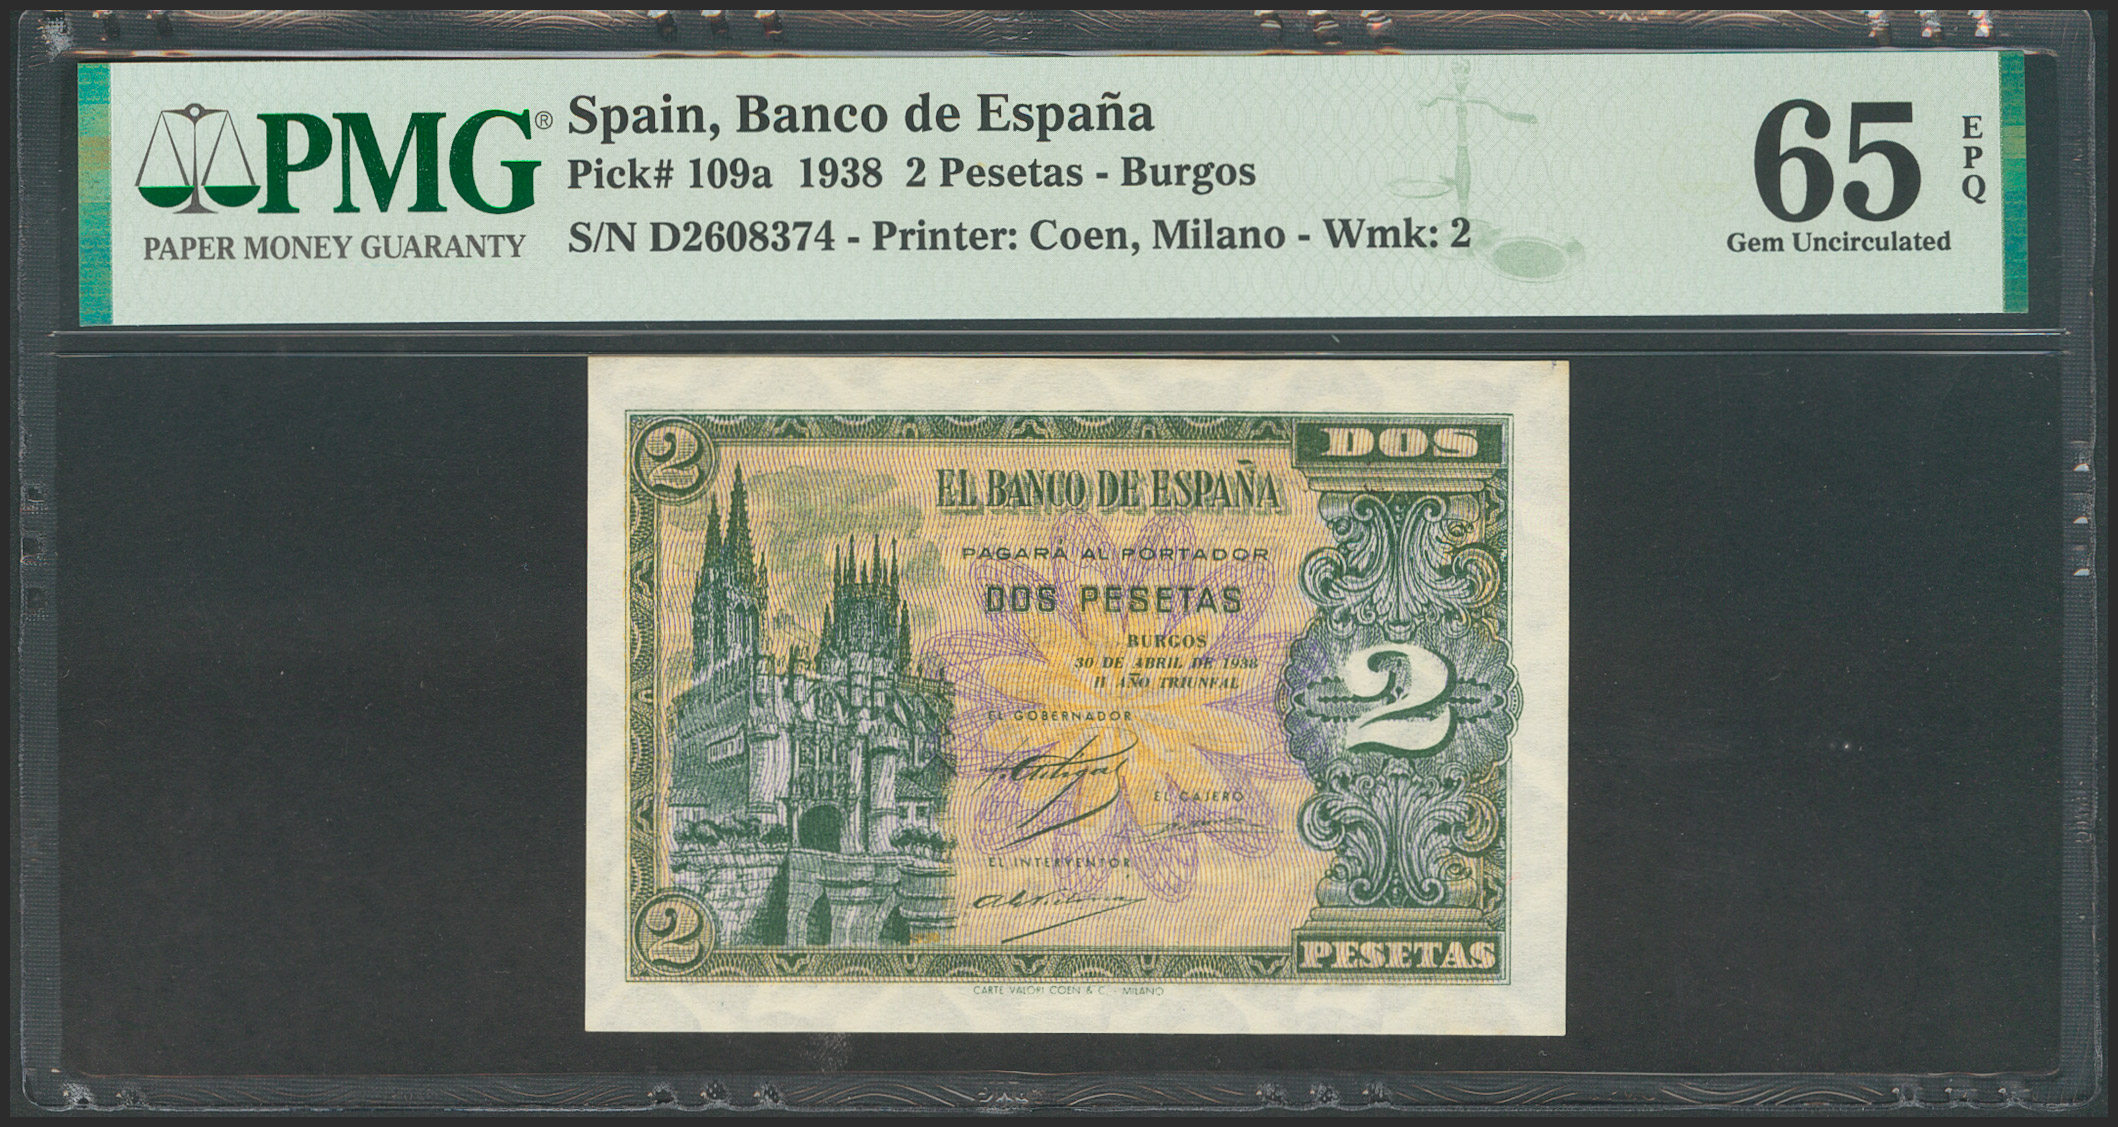 PMG®
PAPER MONEY GUARANTY
Spain, Banco de España
Pick# 109a 1938 2 Pesetas - Burgos
S/N D2608374 - Printer: Coen, Milano - Wmk: 2
65
EPQ
Gem Uncirculated
2
DOS
EL BANCO DE ESPAÑA
PAGARÁ AL PORTADOR
DOS PESETAS
BURGOS
30 DE ABRIL DE 1938
II AÑO TRIUNFAL
2
EL GOBERNADOR
EL CAJERO
EL INTERVENTOR
2
PESETAS
CARTE VALORI COEN & C. - MILANO